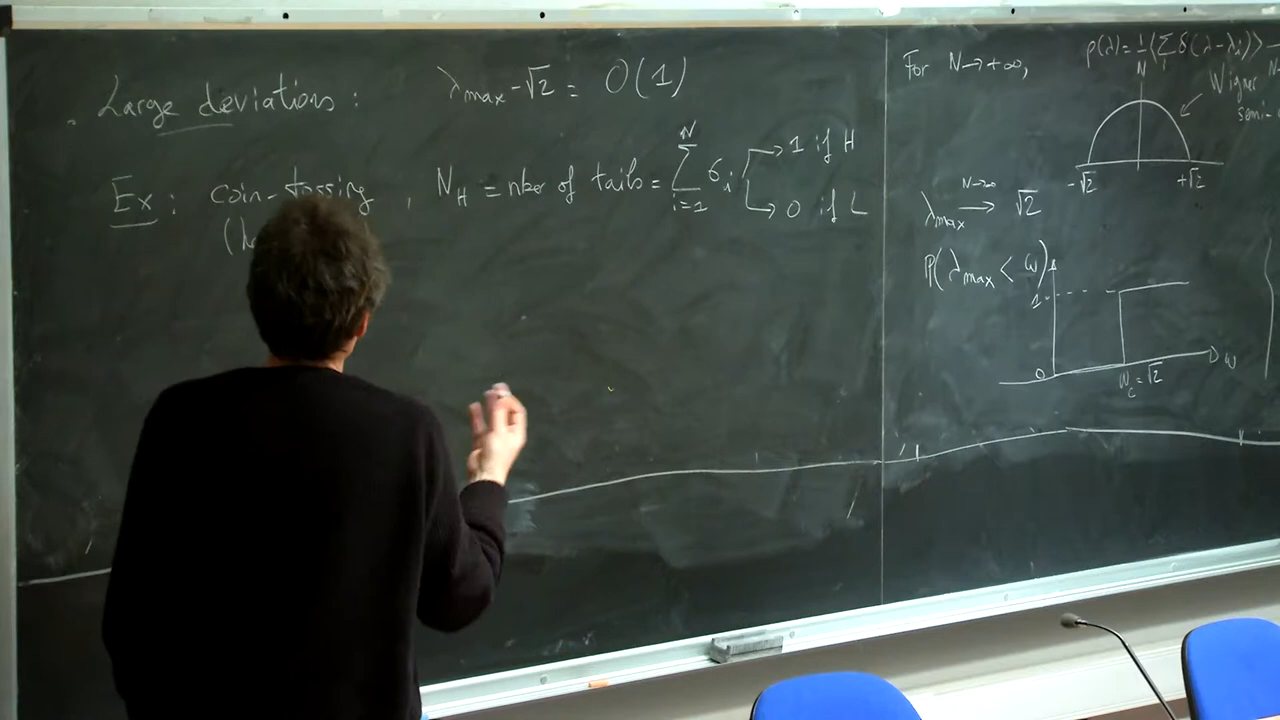 Large deviations : λmax - √2 = O(1)
Ex : coin-tossing , N_H = nber of tails = ∑_{i=1}^{N} σ_i → 1 if H
→ 0 if L
For N → +∞,
ρ(λ) = 1/N ⟨∑_i δ(λ-λ_i)⟩
Wigner
semi-
-√2 +√2
λmax →^{N→∞} √2
ℙ(λmax < ω)
1
0 ω_c = √2 ω